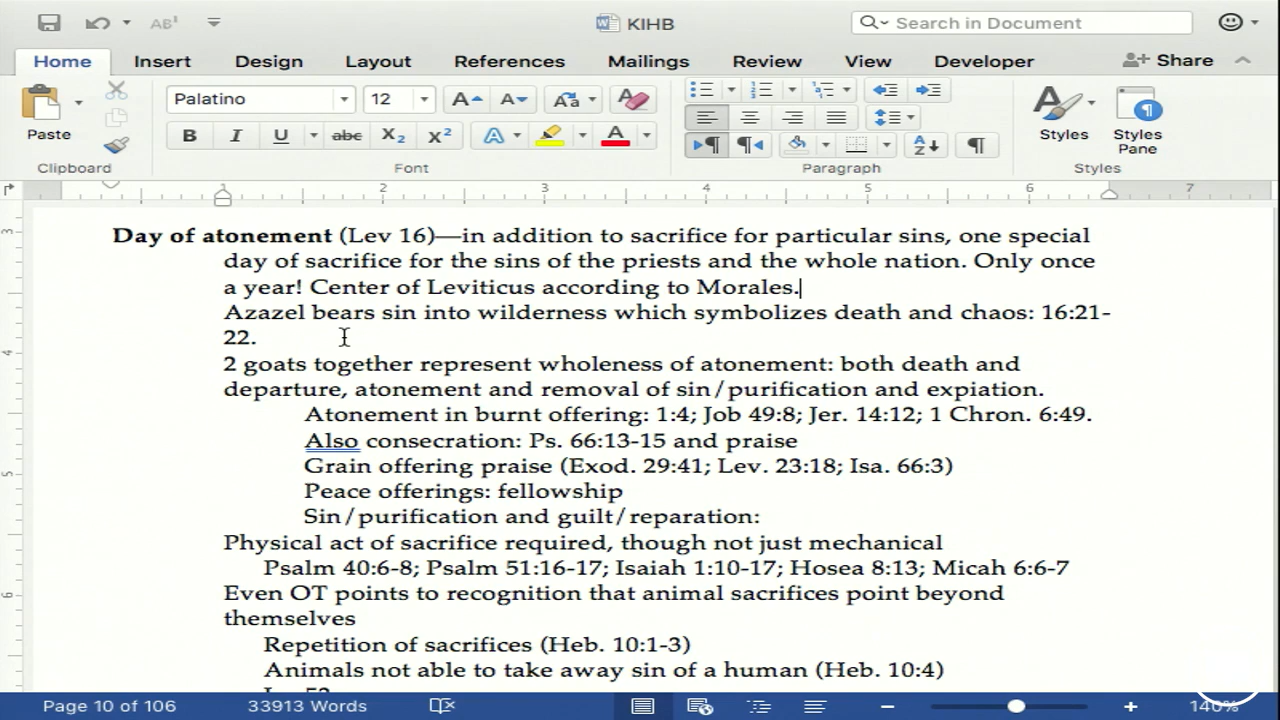 KIHB
Search in Document
Home Insert Design Layout References Mailings Review View Developer Share
Palatino 12
Paste
B I U abc X₂ X² A A
Styles Styles Pane
Clipboard Font Paragraph Styles
1 2 3 4 5 6 7
Day of atonement (Lev 16)—in addition to sacrifice for particular sins, one special
day of sacrifice for the sins of the priests and the whole nation. Only once
a year! Center of Leviticus according to Morales.
Azazel bears sin into wilderness which symbolizes death and chaos: 16:21-
22.
2 goats together represent wholeness of atonement: both death and
departure, atonement and removal of sin/purification and expiation.
Atonement in burnt offering: 1:4; Job 49:8; Jer. 14:12; 1 Chron. 6:49.
Also consecration: Ps. 66:13-15 and praise
Grain offering praise (Exod. 29:41; Lev. 23:18; Isa. 66:3)
Peace offerings: fellowship
Sin/purification and guilt/reparation:
Physical act of sacrifice required, though not just mechanical
Psalm 40:6-8; Psalm 51:16-17; Isaiah 1:10-17; Hosea 8:13; Micah 6:6-7
Even OT points to recognition that animal sacrifices point beyond
themselves
Repetition of sacrifices (Heb. 10:1-3)
Animals not able to take away sin of a human (Heb. 10:4)
Page 10 of 106 33913 Words 140%